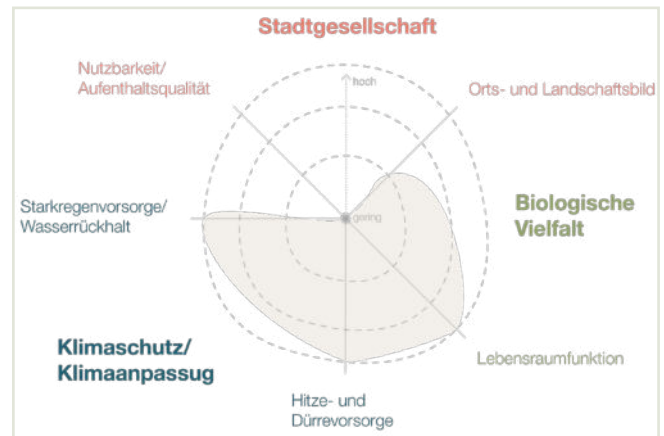 Stadtgesellschaft
Nutzbarkeit/
Aufenthaltsqualität
hoch
Orts- und Landschaftsbild
Starkregenvorsorge/
Wasserrückhalt
gering
Biologische
Vielfalt
Klimaschutz/
Klimaanpassug
Lebensraumfunktion
Hitze- und
Dürrevorsorge